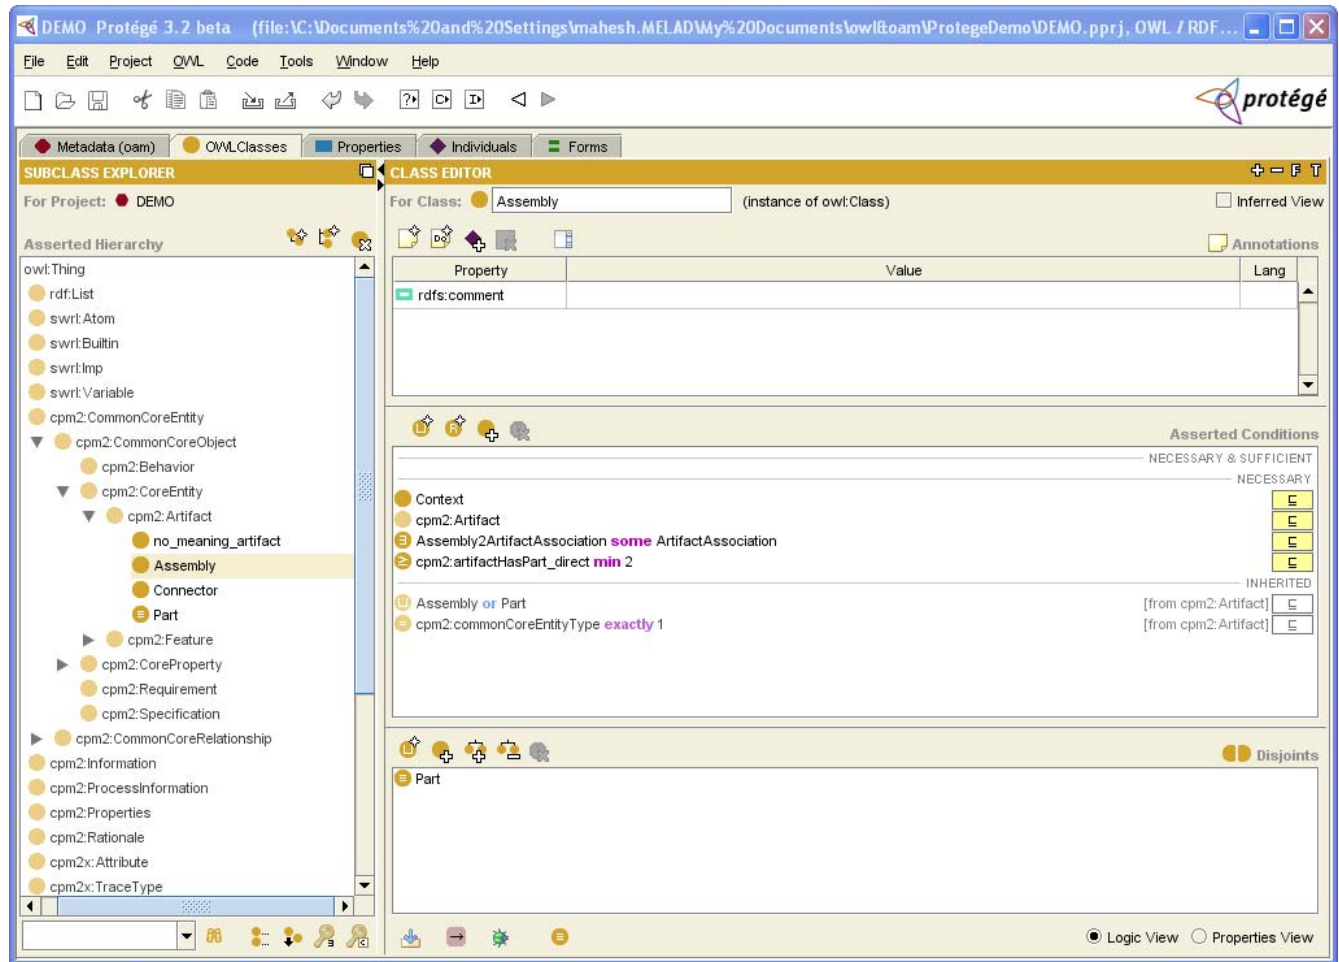 DEMO Protégé 3.2 beta (file:\C:\Documents%20and%20Settings\mahesh.MELAD\My%20Documents\owl&oam\ProtegeDemo\DEMO.pprj, OWL / RDF...
File Edit Project OWL Code Tools Window Help
protégé
Metadata (oam) OWLClasses Properties Individuals Forms
SUBCLASS EXPLORER
For Project: DEMO
Asserted Hierarchy
owl:Thing
rdf:List
swrl:Atom
swrl:Builtin
swrl:Imp
swrl:Variable
cpm2:CommonCoreEntity
cpm2:CommonCoreObject
cpm2:Behavior
cpm2:CoreEntity
cpm2:Artifact
no_meaning_artifact
Assembly
Connector
Part
cpm2:Feature
cpm2:CoreProperty
cpm2:Requirement
cpm2:Specification
cpm2:CommonCoreRelationship
cpm2:Information
cpm2:ProcessInformation
cpm2:Properties
cpm2:Rationale
cpm2x:Attribute
cpm2x:TraceType
CLASS EDITOR
F T
For Class: Assembly (instance of owl:Class) Inferred View
Annotations
Property Value Lang
rdfs:comment
Asserted Conditions
NECESSARY & SUFFICIENT
NECESSARY
Context ⊑
cpm2:Artifact ⊑
Assembly2ArtifactAssociation some ArtifactAssociation ⊑
cpm2:artifactHasPart_direct min 2 ⊑
INHERITED
Assembly or Part [from cpm2:Artifact] ⊑
cpm2:commonCoreEntityType exactly 1 [from cpm2:Artifact] ⊑
Disjoints
Part
Logic View Properties View